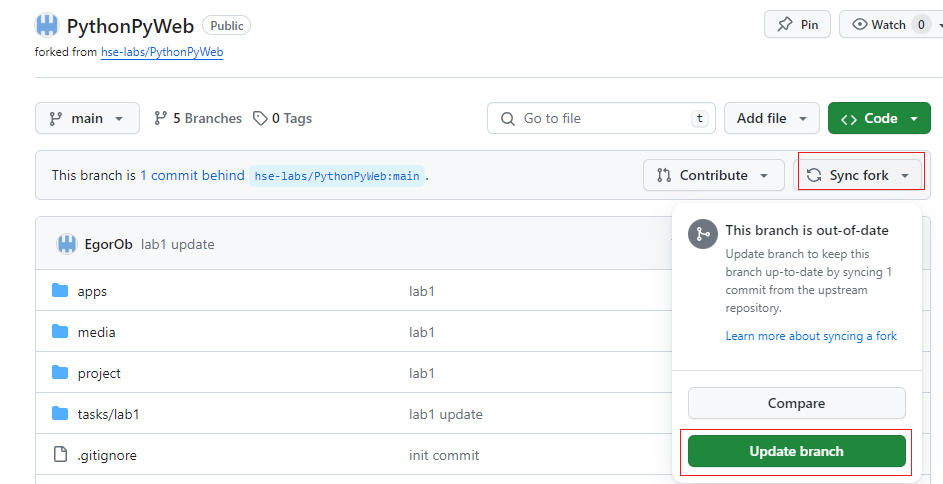 PythonPyWeb Public Pin Watch 0
forked from hse-labs/PythonPyWeb
main 5 Branches 0 Tags Go to file t Add file <> Code
This branch is 1 commit behind hse-labs/PythonPyWeb:main . Contribute Sync fork
EgorOb lab1 update
This branch is out-of-date
Update branch to keep this
branch up-to-date by syncing 1
commit from the upstream
repository.
Learn more about syncing a fork
Compare
Update branch
apps lab1
media lab1
project lab1
tasks/lab1 lab1 update
.gitignore init commit